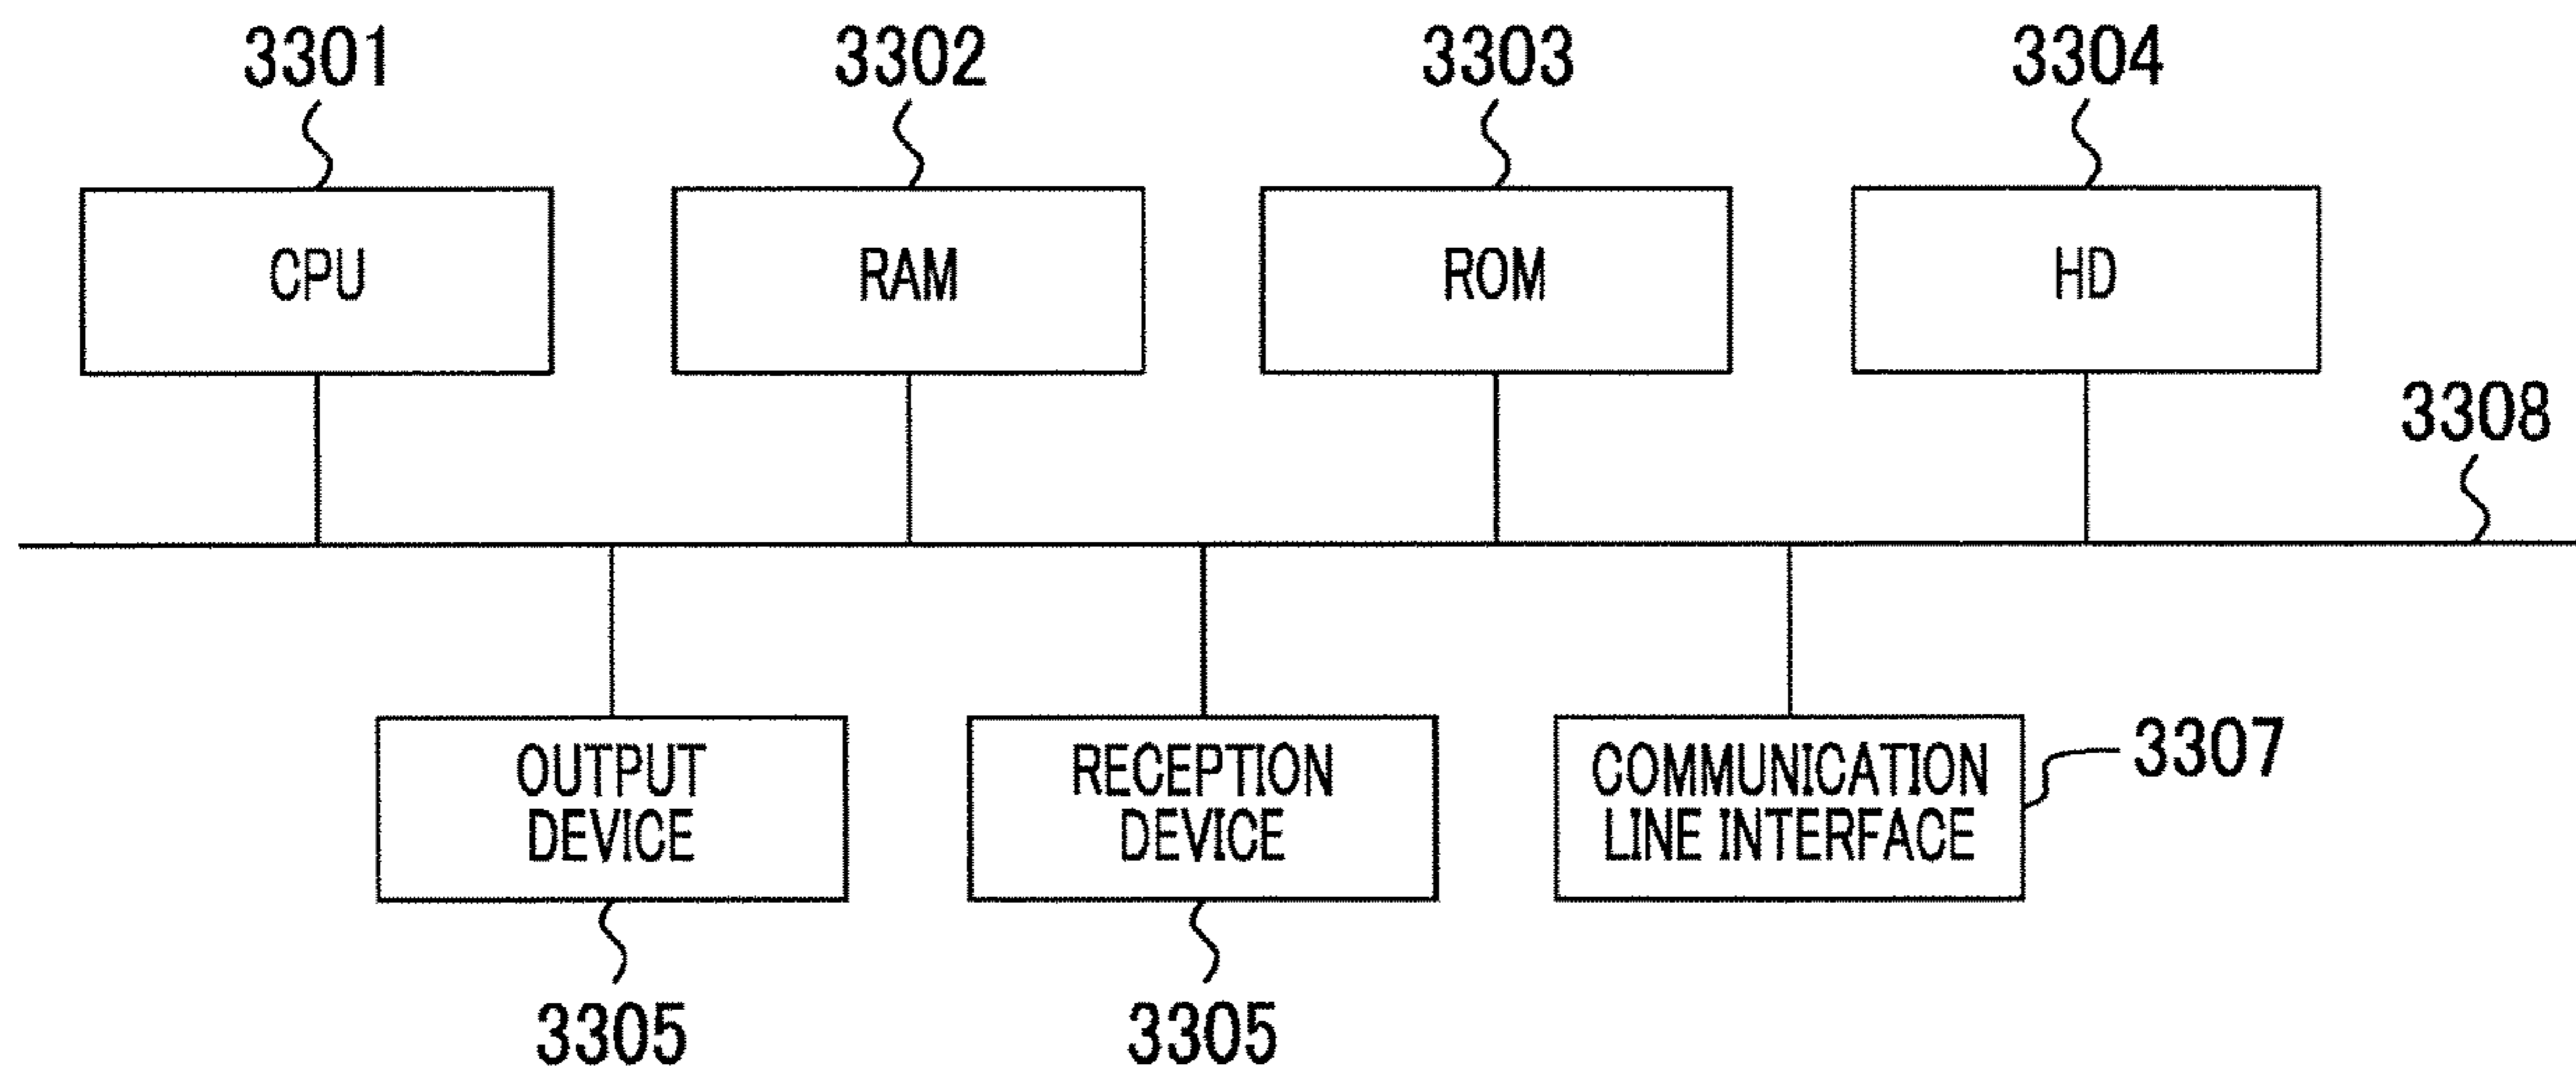 3301
3302
3303
3304
CPU
RAM
ROM
HD
3308
OUTPUT
DEVICE
RECEPTION
DEVICE
COMMUNICATION
LINE INTERFACE
3307
3305
3305